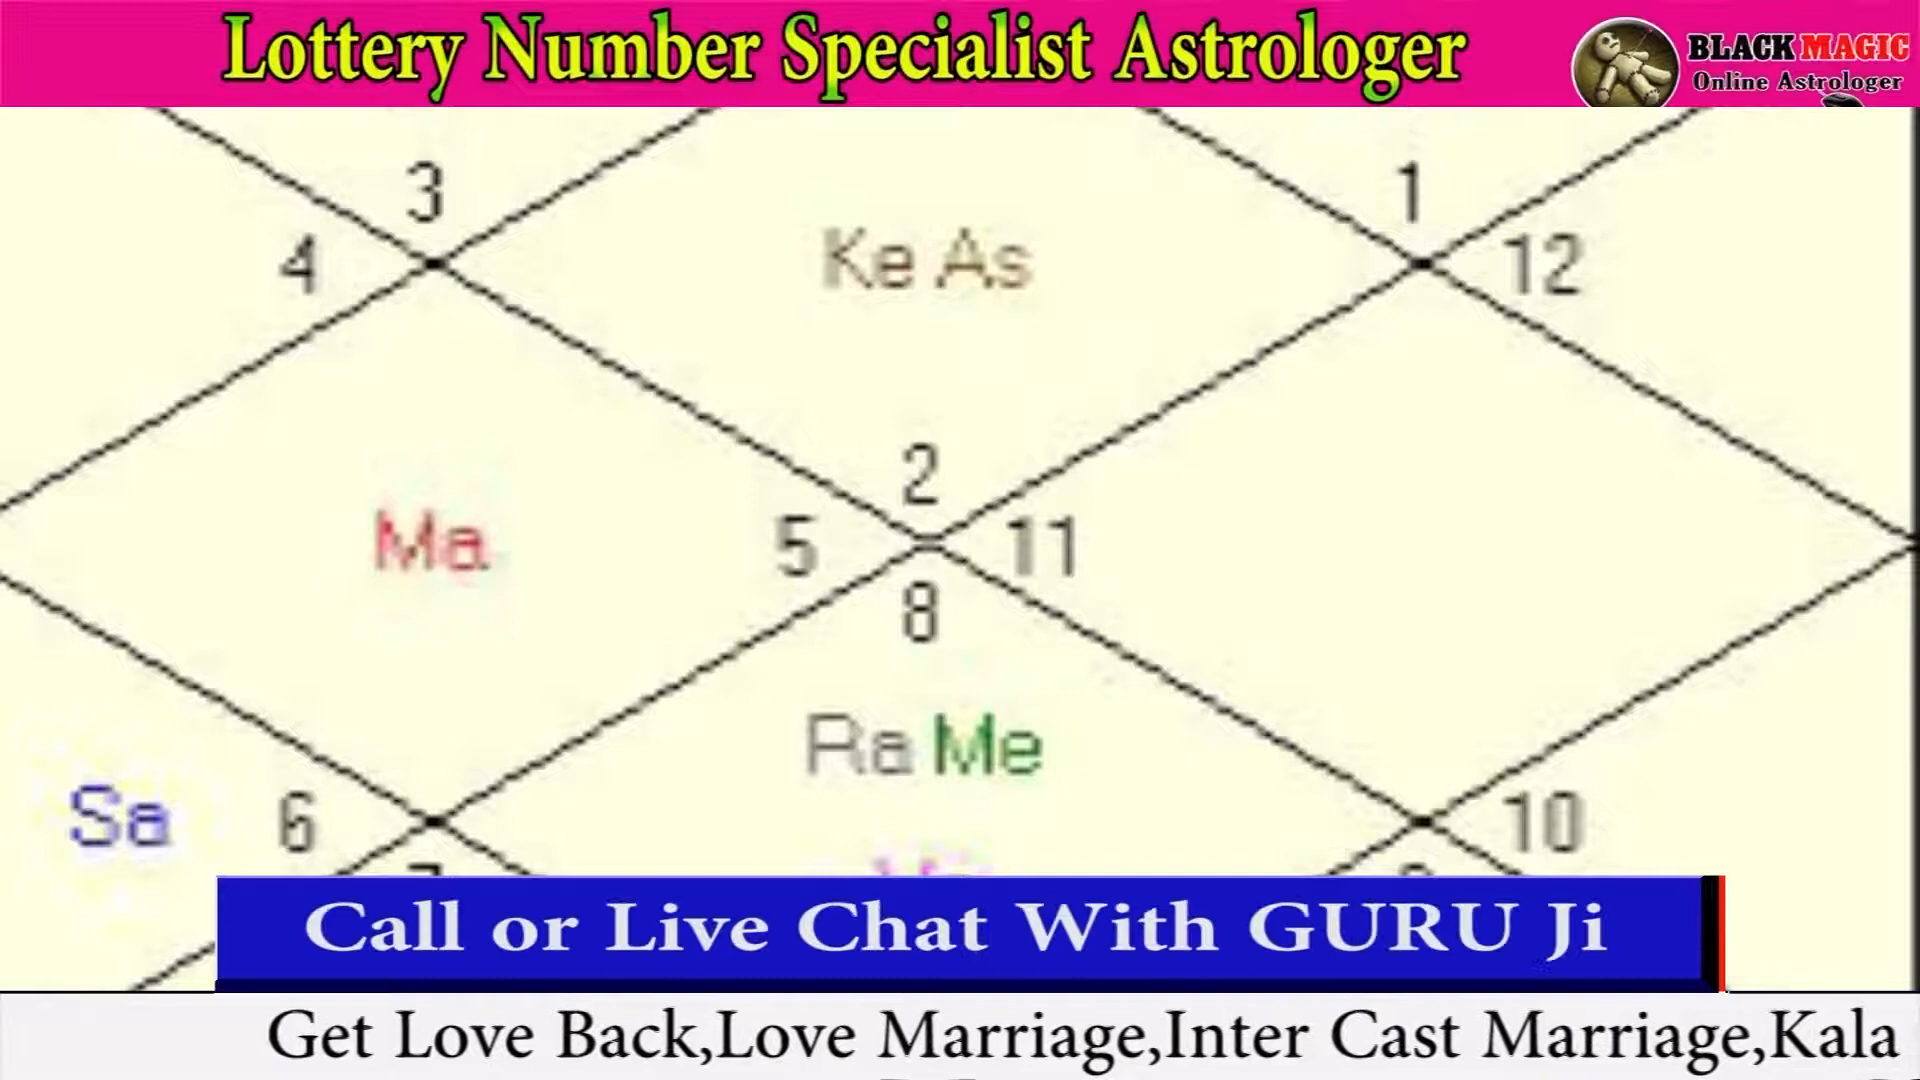 Lottery Number Specialist Astrologer
BLACK MAGIC
Online Astrologer
3
1
4
Ke As
12
2
Ma
5
11
8
Ra Me
Sa
6
10
Call or Live Chat With GURU Ji
Get Love Back,Love Marriage,Inter Cast Marriage,Kala